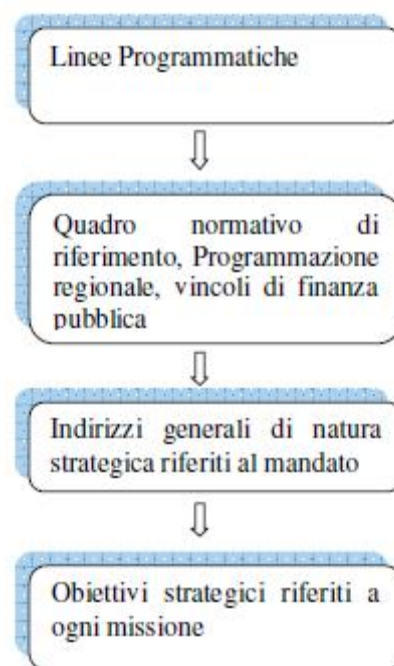 Linee Programmatiche
Quadro normativo di
riferimento, Programmazione
regionale, vincoli di finanza
pubblica
Indirizzi generali di natura
strategica riferiti al mandato
Obiettivi strategici riferiti a
ogni missione